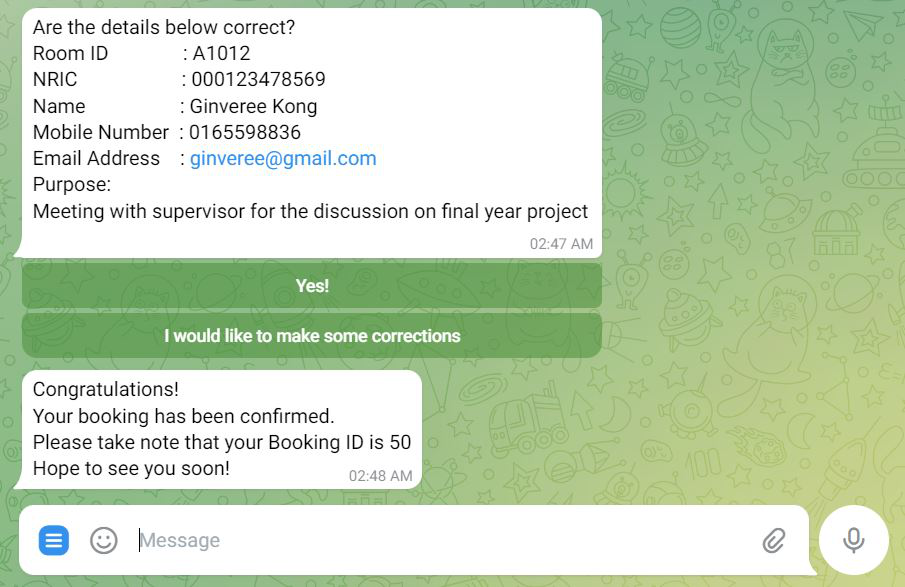 Are the details below correct?
Room ID : A1012
NRIC : 000123478569
Name : Ginveree Kong
Mobile Number : 0165598836
Email Address : ginveree@gmail.com
Purpose:
Meeting with supervisor for the discussion on final year project
02:47 AM
Yes!
I would like to make some corrections
Congratulations!
Your booking has been confirmed.
Please take note that your Booking ID is 50
Hope to see you soon!
02:48 AM
Message